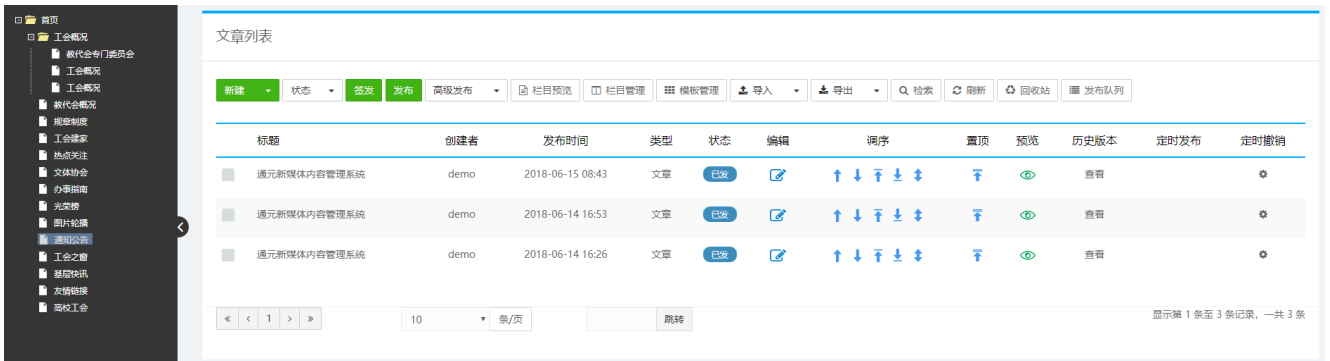 首页
工会概况
教代会专门委员会
工会概况
工会概况
教代会概况
规章制度
工会建家
热点关注
文体协会
办事指南
光荣榜
图片轮播
通知公告
工会之窗
基层快讯
友情链接
高校工会
文章列表
新建 状态 签发 发布 高级发布 栏目预览 栏目管理 模板管理 导入 导出 检索 刷新 回收站 发布队列
标题 创建者 发布时间 类型 状态 编辑 调序 置顶 预览 历史版本 定时发布 定时撤销
通元新媒体内容管理系统 demo 2018-06-15 08:43 文章 已发 查看
通元新媒体内容管理系统 demo 2018-06-14 16:53 文章 已发 查看
通元新媒体内容管理系统 demo 2018-06-14 16:26 文章 已发 查看
« < 1 > » 10 条/页 跳转 显示第 1 条至 3 条记录，一共 3 条